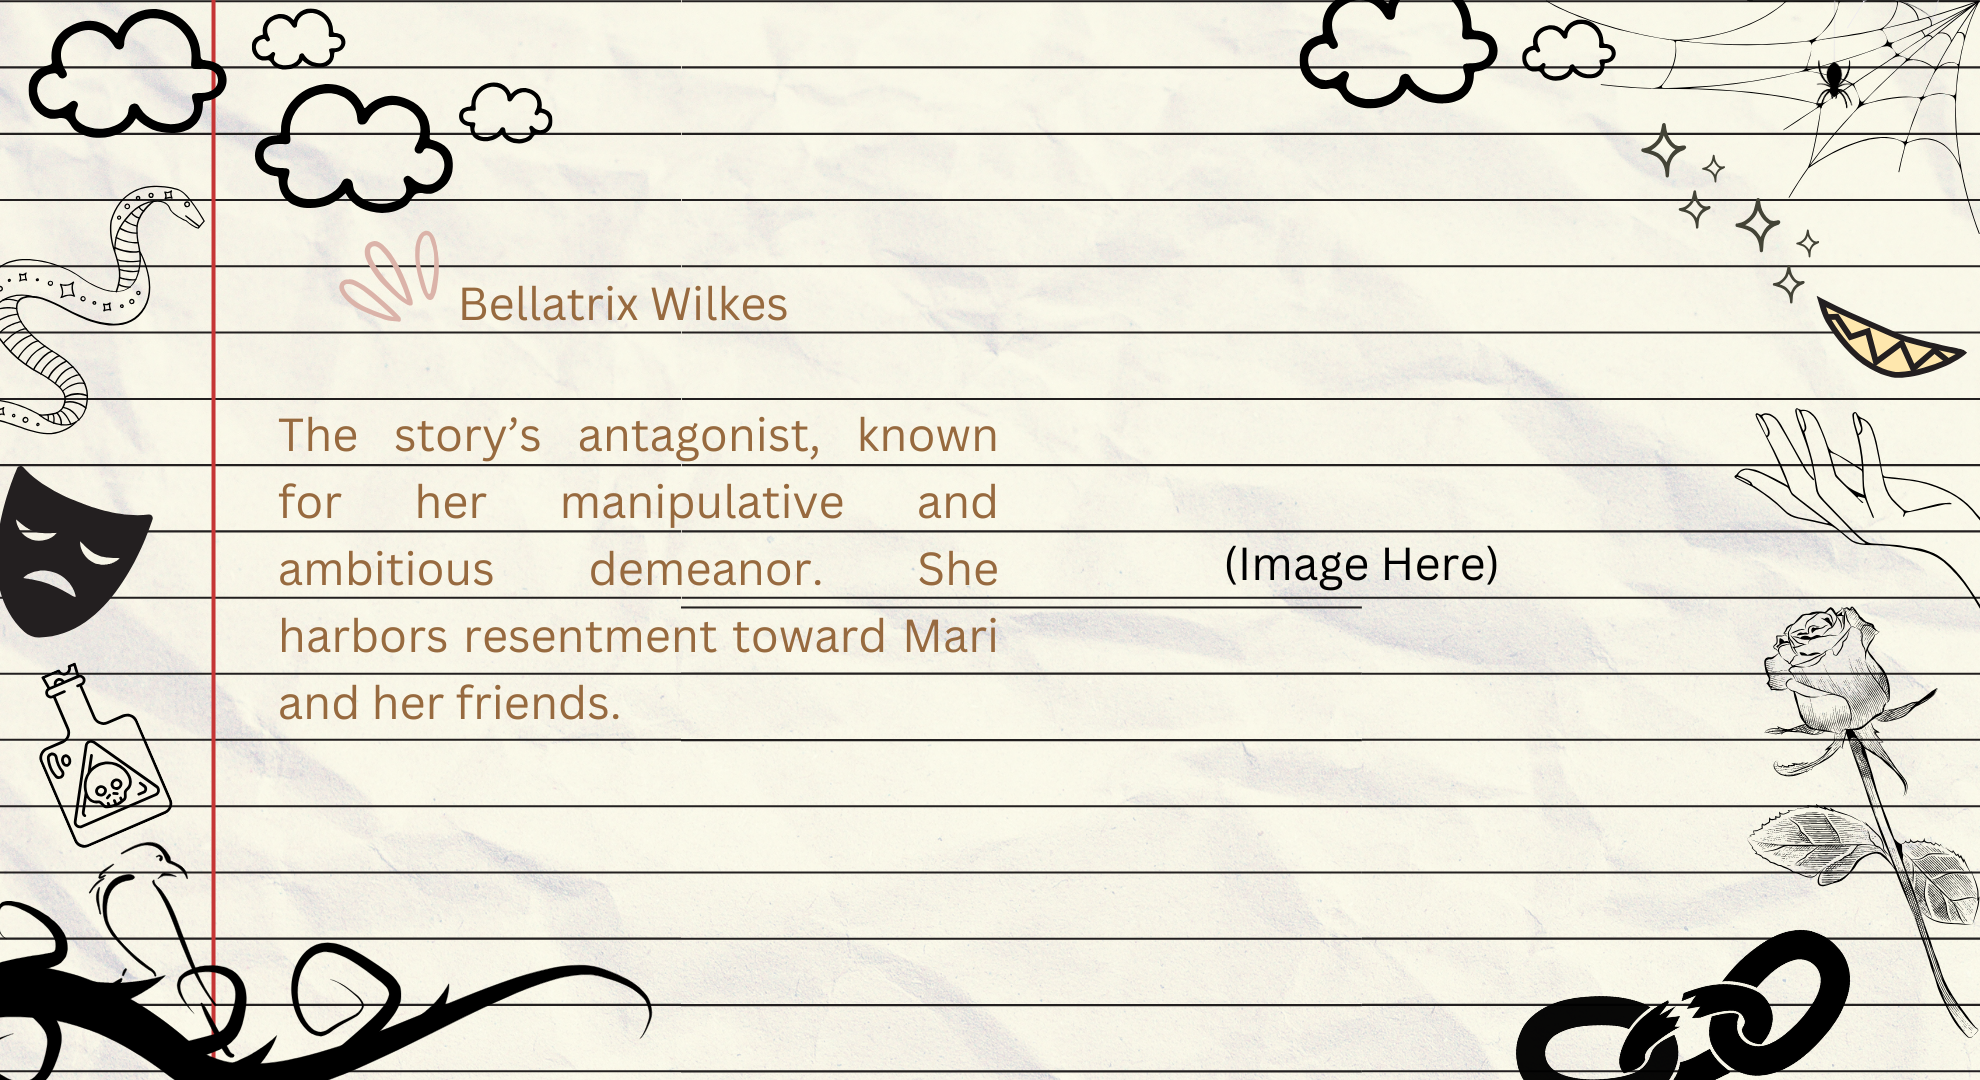 Bellatrix Wilkes
The story’s antagonist, known
for her manipulative and
ambitious demeanor. She
harbors resentment toward Mari
and her friends.
(Image Here)